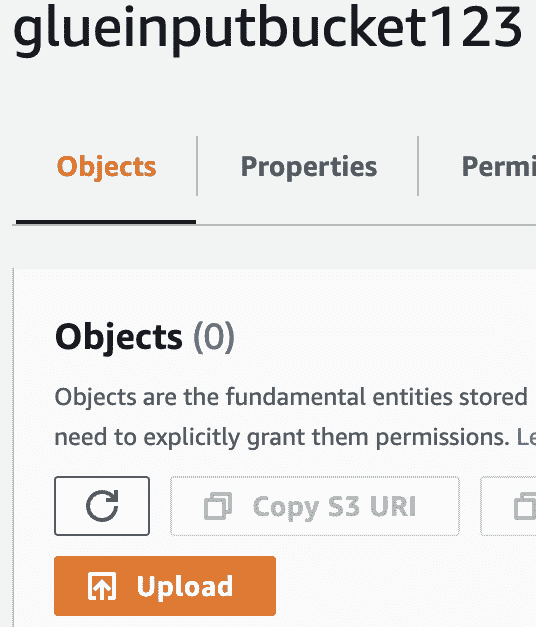 glueinputbucket123
Objects Properties Permi
Objects (0)
Objects are the fundamental entities stored
need to explicitly grant them permissions. Le
Copy S3 URI
Upload